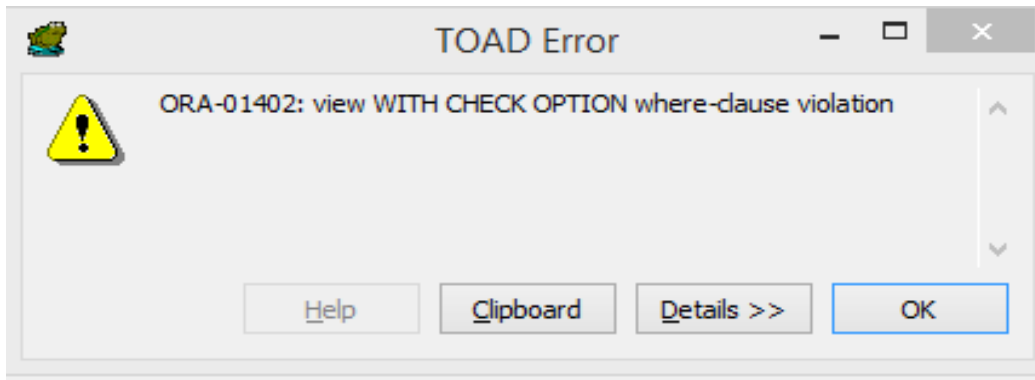 TOAD Error
ORA-01402: view WITH CHECK OPTION where-clause violation
Help Clipboard Details >> OK